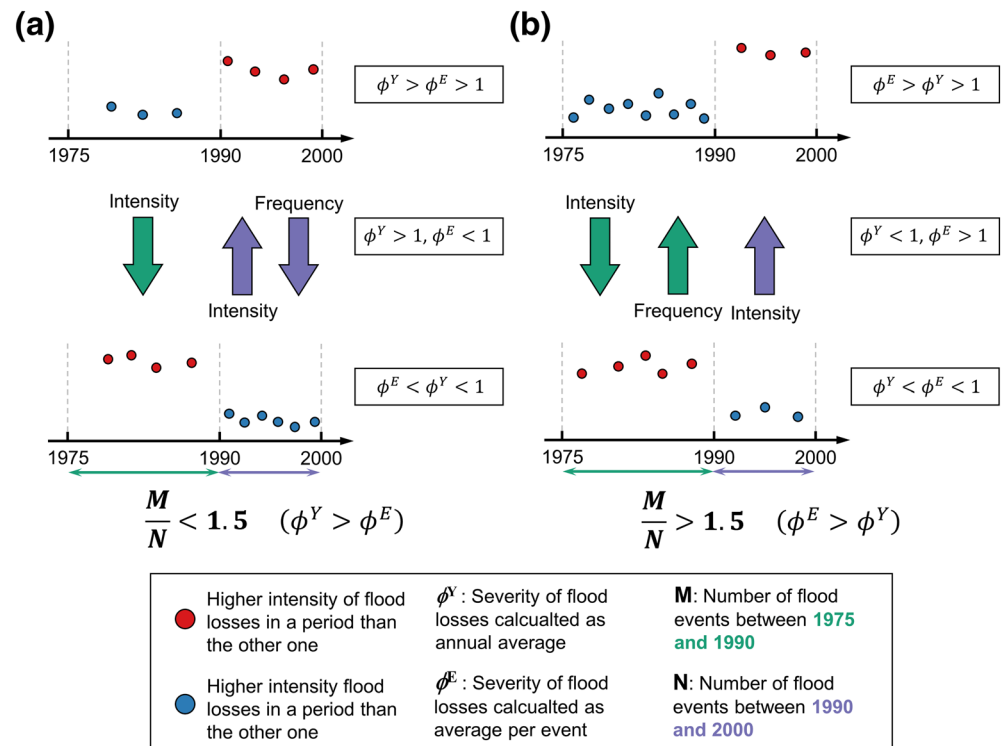 (a)
ϕ^Y > ϕ^E > 1
1975 1990 2000
Intensity Frequency
ϕ^Y > 1, ϕ^E < 1
Intensity
ϕ^E < ϕ^Y < 1
1975 1990 2000
M/N < 1.5 (ϕ^Y > ϕ^E)
(b)
ϕ^E > ϕ^Y > 1
1975 1990 2000
Intensity
ϕ^Y < 1, ϕ^E > 1
Frequency Intensity
ϕ^Y < ϕ^E < 1
1975 1990 2000
M/N > 1.5 (ϕ^E > ϕ^Y)
Higher intensity of flood
losses in a period than
the other one
Higher intensity flood
losses in a period than
the other one
ϕ^Y : Severity of flood
losses calcualted as
annual average
ϕ^E : Severity of flood
losses calcualted as
average per event
M: Number of flood
events between 1975
and 1990
N: Number of flood
events between 1990
and 2000